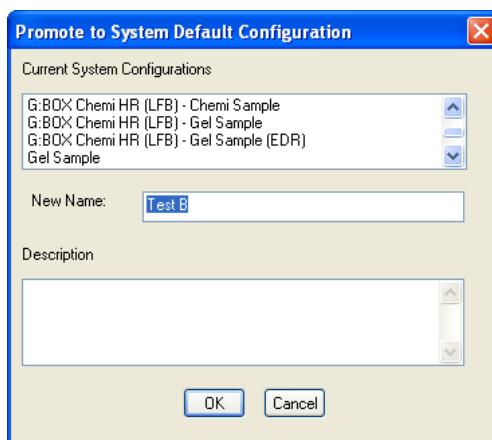 Promote to System Default Configuration
Current System Configurations
G:BOX Chemi HR (LFB) - Chemi Sample
G:BOX Chemi HR (LFB) - Gel Sample
G:BOX Chemi HR (LFB) - Gel Sample (EDR)
Gel Sample
New Name: Test B
Description
OK Cancel